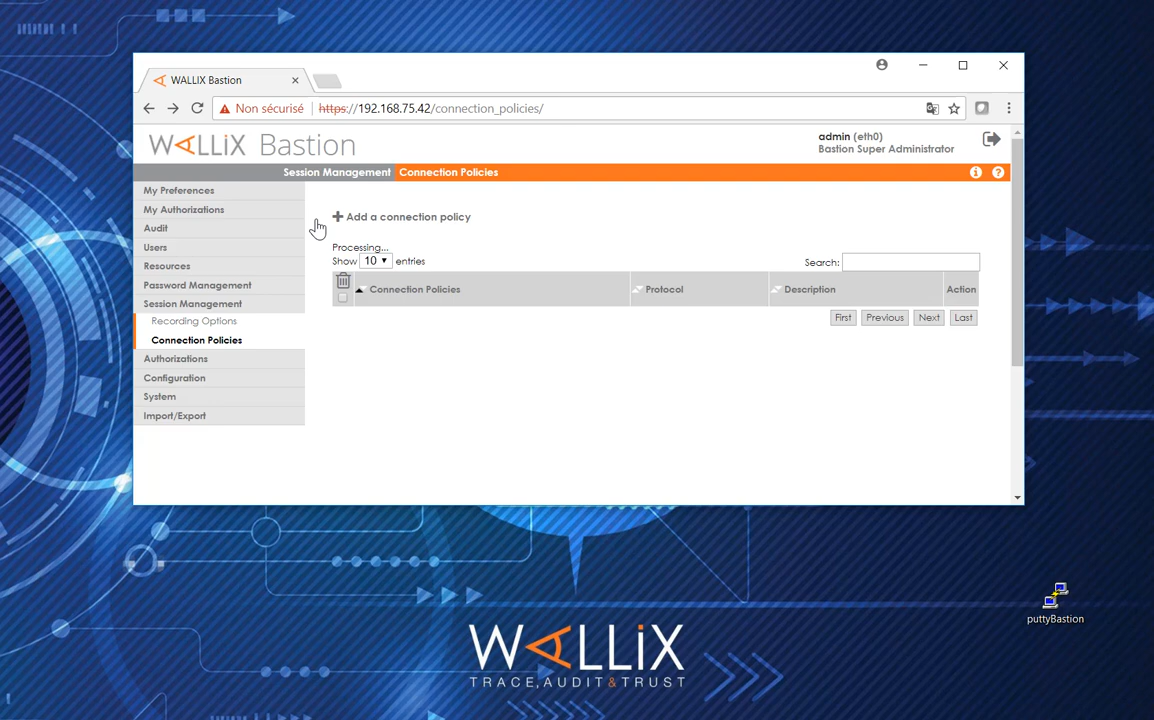 WALLIX Bastion
Non sécurisé https://192.168.75.42/connection_policies/
WALLiX Bastion
admin (eth0)
Bastion Super Administrator
Session Management Connection Policies
My Preferences
My Authorizations
Audit
Users
Resources
Password Management
Session Management
Recording Options
Connection Policies
Authorizations
Configuration
System
Import/Export
Add a connection policy
Processing...
Show 10 entries
Search:
Connection Policies Protocol Description Action
First Previous Next Last
puttyBastion
WALLiX
TRACE, AUDIT & TRUST